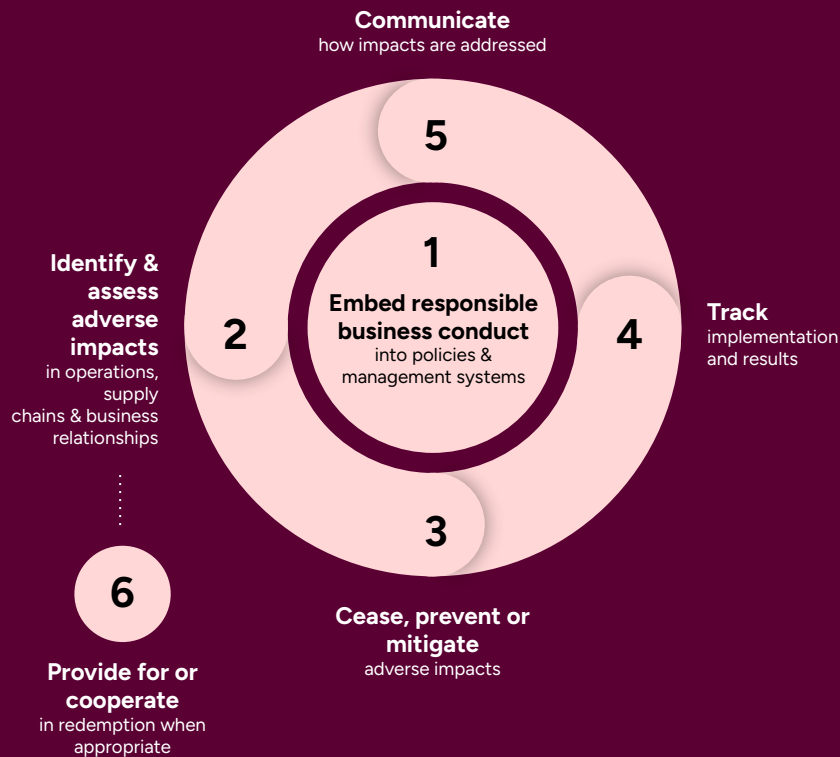 Communicate
how impacts are addressed
5
1
Embed responsible
business conduct
into policies &
management systems
Identify &
assess
adverse
impacts
in operations,
supply
chains & business
relationships
2
4
Track
implementation
and results
3
Cease, prevent or
mitigate
adverse impacts
6
Provide for or
cooperate
in redemption when
appropriate